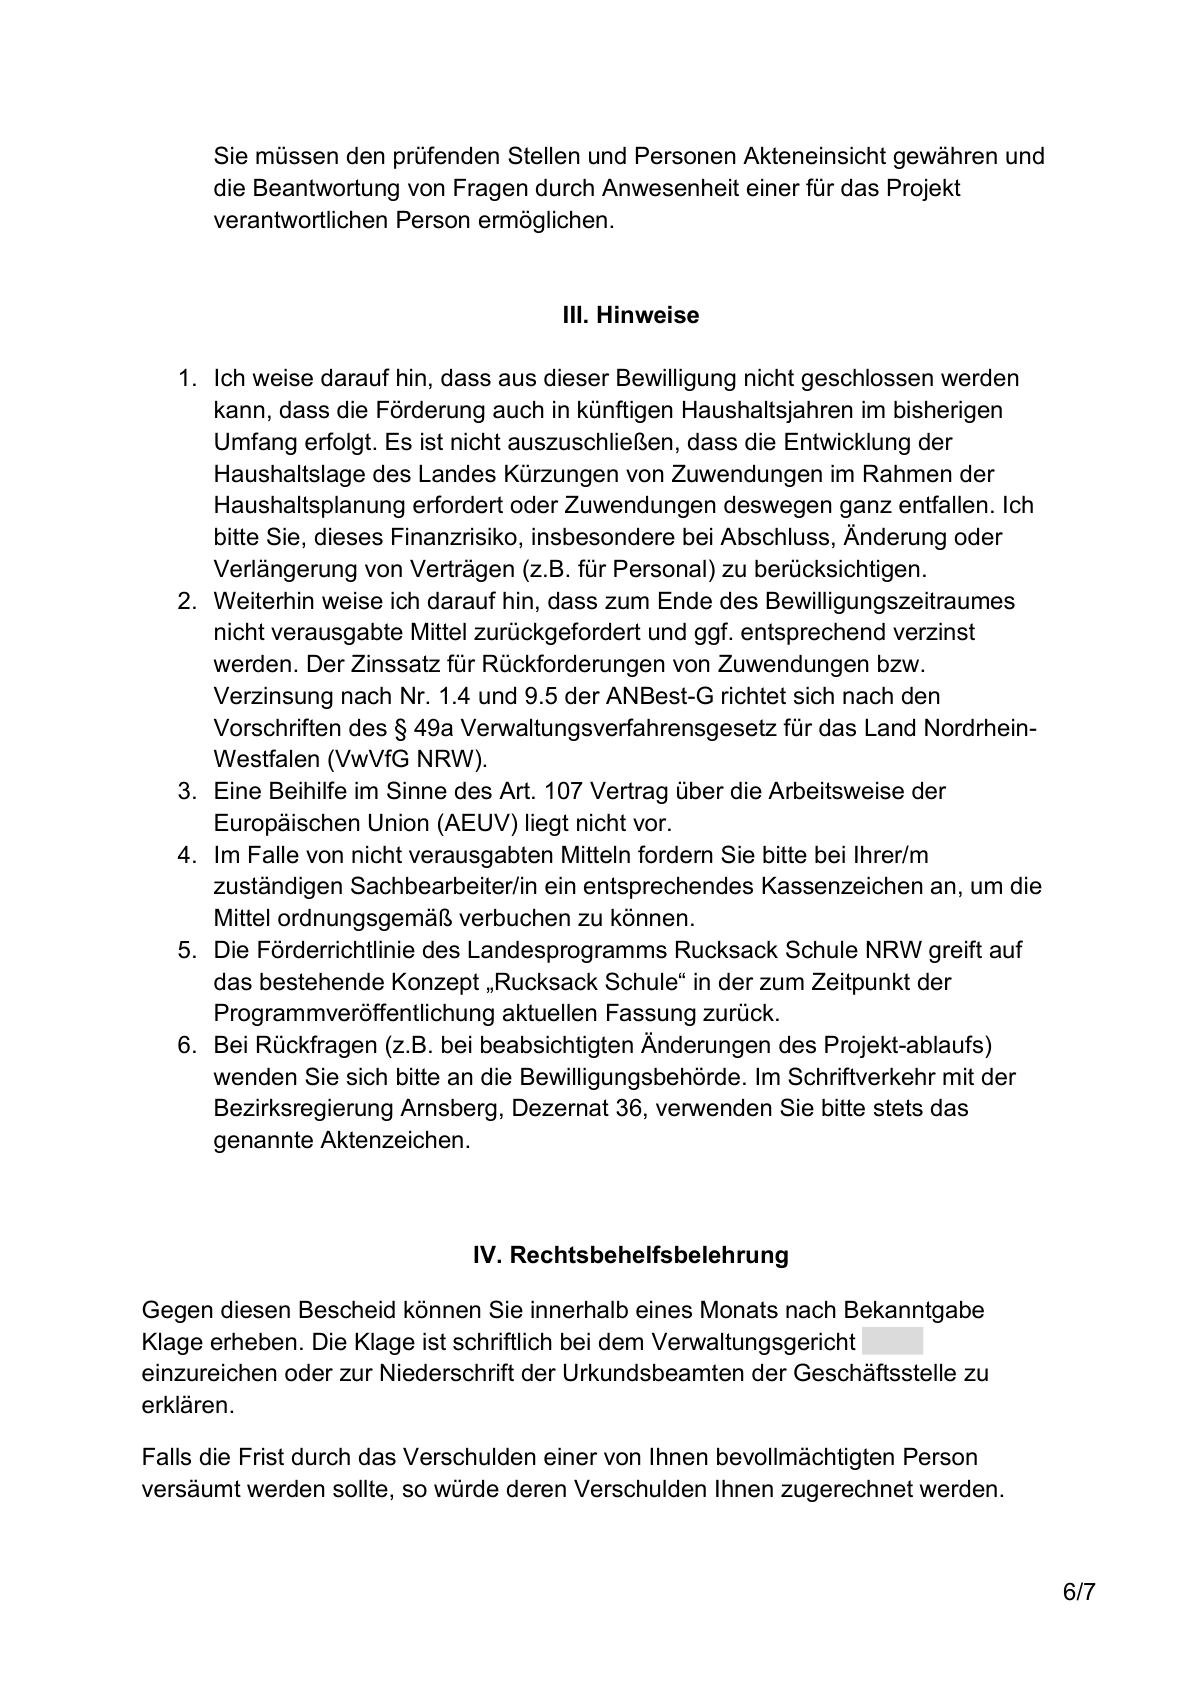 Sie müssen den prüfenden Stellen und Personen Akteneinsicht gewähren und
die Beantwortung von Fragen durch Anwesenheit einer für das Projekt
verantwortlichen Person ermöglichen.
III. Hinweise
1. Ich weise darauf hin, dass aus dieser Bewilligung nicht geschlossen werden
kann, dass die Förderung auch in künftigen Haushaltsjahren im bisherigen
Umfang erfolgt. Es ist nicht auszuschließen, dass die Entwicklung der
Haushaltslage des Landes Kürzungen von Zuwendungen im Rahmen der
Haushaltsplanung erfordert oder Zuwendungen deswegen ganz entfallen. Ich
bitte Sie, dieses Finanzrisiko, insbesondere bei Abschluss, Änderung oder
Verlängerung von Verträgen (z.B. für Personal) zu berücksichtigen.
2. Weiterhin weise ich darauf hin, dass zum Ende des Bewilligungszeitraumes
nicht verausgabte Mittel zurückgefordert und ggf. entsprechend verzinst
werden. Der Zinssatz für Rückforderungen von Zuwendungen bzw.
Verzinsung nach Nr. 1.4 und 9.5 der ANBest-G richtet sich nach den
Vorschriften des § 49a Verwaltungsverfahrensgesetz für das Land Nordrhein-
Westfalen (VwVfG NRW).
3. Eine Beihilfe im Sinne des Art. 107 Vertrag über die Arbeitsweise der
Europäischen Union (AEUV) liegt nicht vor.
4. Im Falle von nicht verausgabten Mitteln fordern Sie bitte bei Ihrer/m
zuständigen Sachbearbeiter/in ein entsprechendes Kassenzeichen an, um die
Mittel ordnungsgemäß verbuchen zu können.
5. Die Förderrichtlinie des Landesprogramms Rucksack Schule NRW greift auf
das bestehende Konzept „Rucksack Schule“ in der zum Zeitpunkt der
Programmveröffentlichung aktuellen Fassung zurück.
6. Bei Rückfragen (z.B. bei beabsichtigten Änderungen des Projekt-ablaufs)
wenden Sie sich bitte an die Bewilligungsbehörde. Im Schriftverkehr mit der
Bezirksregierung Arnsberg, Dezernat 36, verwenden Sie bitte stets das
genannte Aktenzeichen.
IV. Rechtsbehelfsbelehrung
Gegen diesen Bescheid können Sie innerhalb eines Monats nach Bekanntgabe
Klage erheben. Die Klage ist schriftlich bei dem Verwaltungsgericht
einzureichen oder zur Niederschrift der Urkundsbeamten der Geschäftsstelle zu
erklären.
Falls die Frist durch das Verschulden einer von Ihnen bevollmächtigten Person
versäumt werden sollte, so würde deren Verschulden Ihnen zugerechnet werden.
6/7